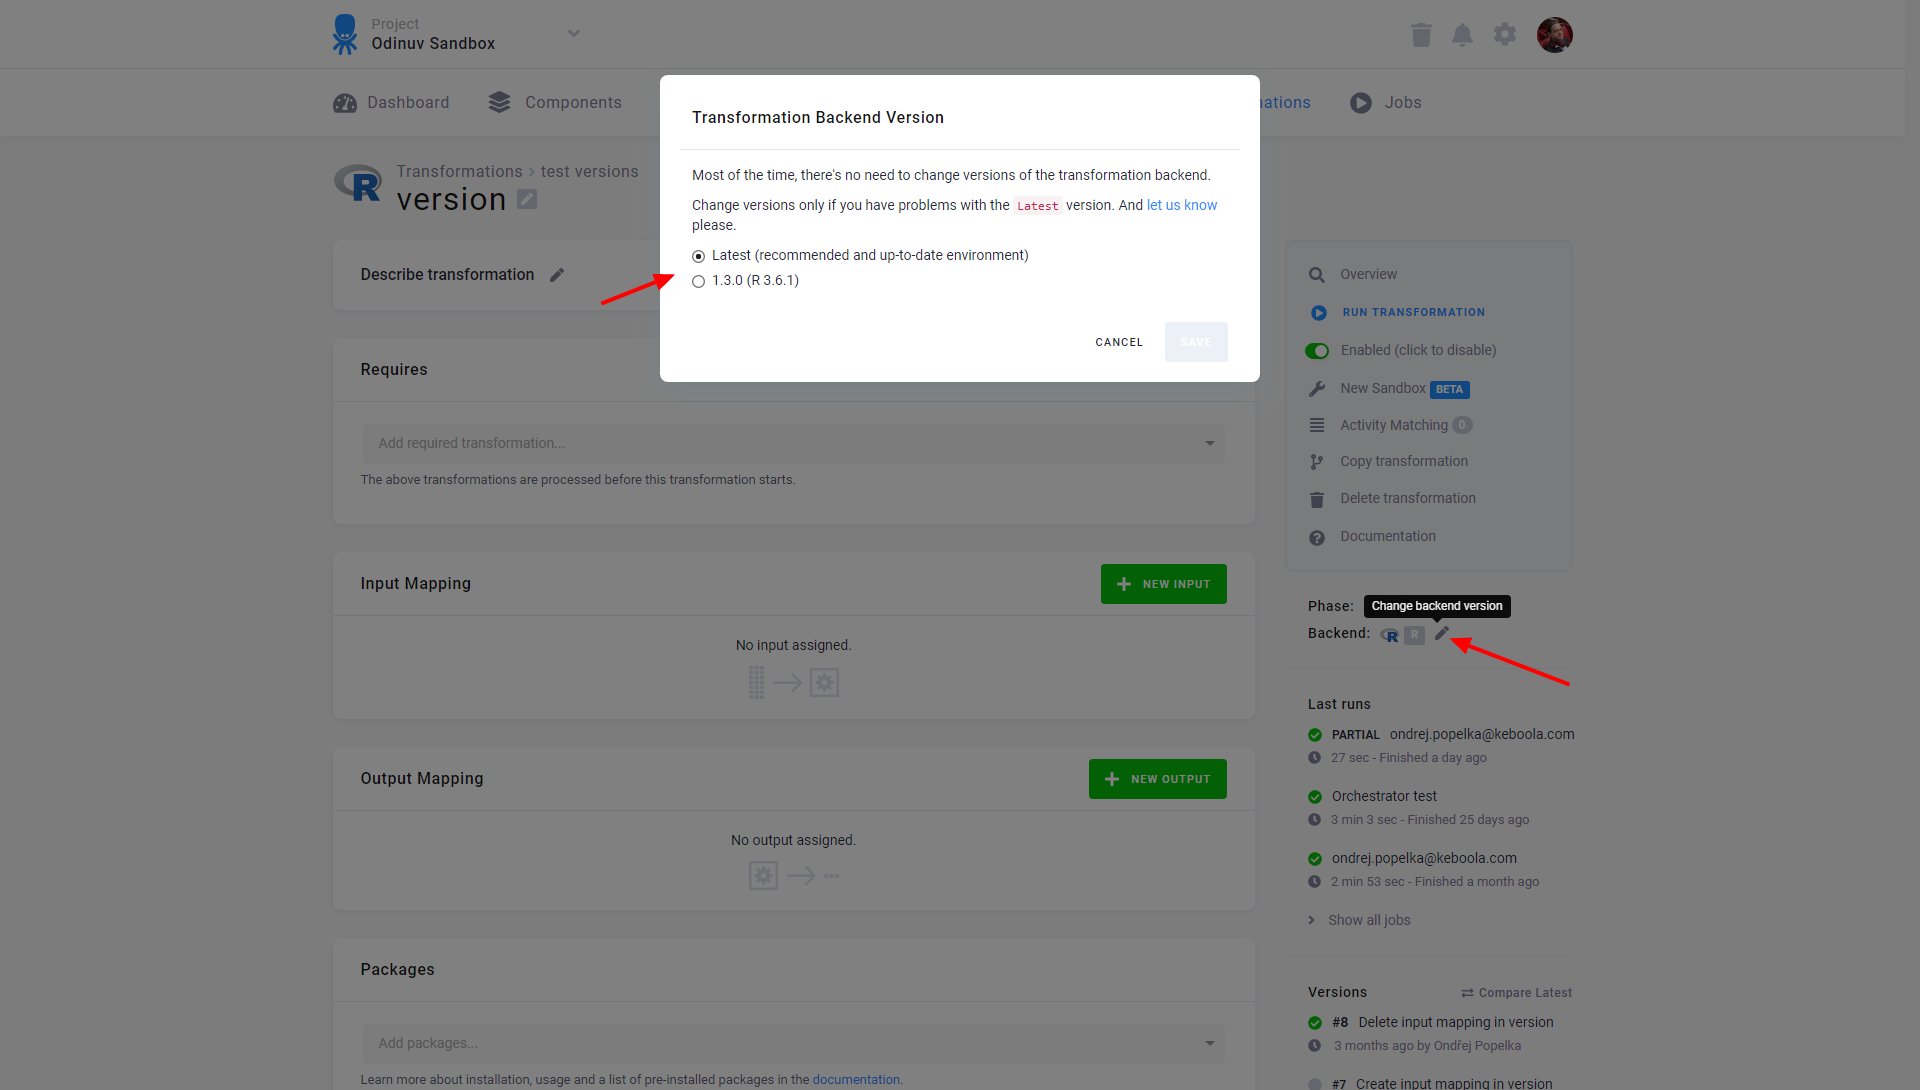 Project
Odinuv Sandbox
Dashboard
Components
ations
Jobs
Transformations › test versions
version
Describe transformation
Transformation Backend Version
Most of the time, there's no need to change versions of the transformation backend.
Change versions only if you have problems with the Latest version. And let us know
please.
Latest (recommended and up-to-date environment)
1.3.0 (R 3.6.1)
CANCEL
SAVE
Requires
Add required transformation...
The above transformations are processed before this transformation starts.
Input Mapping
NEW INPUT
No input assigned.
Output Mapping
NEW OUTPUT
No output assigned.
Packages
Add packages...
Learn more about installation, usage and a list of pre-installed packages in the documentation.
Overview
RUN TRANSFORMATION
Enabled (click to disable)
New Sandbox BETA
Activity Matching 0
Copy transformation
Delete transformation
Documentation
Phase:
Change backend version
Backend: R R
Last runs
PARTIAL ondrej.popelka@keboola.com
27 sec - Finished a day ago
Orchestrator test
3 min 3 sec - Finished 25 days ago
ondrej.popelka@keboola.com
2 min 53 sec - Finished a month ago
Show all jobs
Versions
Compare Latest
#8 Delete input mapping in version
3 months ago by Ondřej Popelka
#7 Create input mapping in version